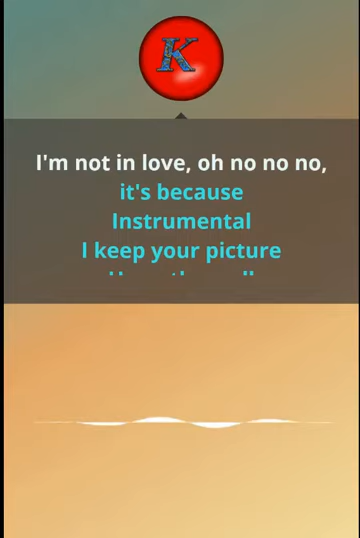 K
I'm not in love, oh no no no,
it's because
Instrumental
I keep your picture